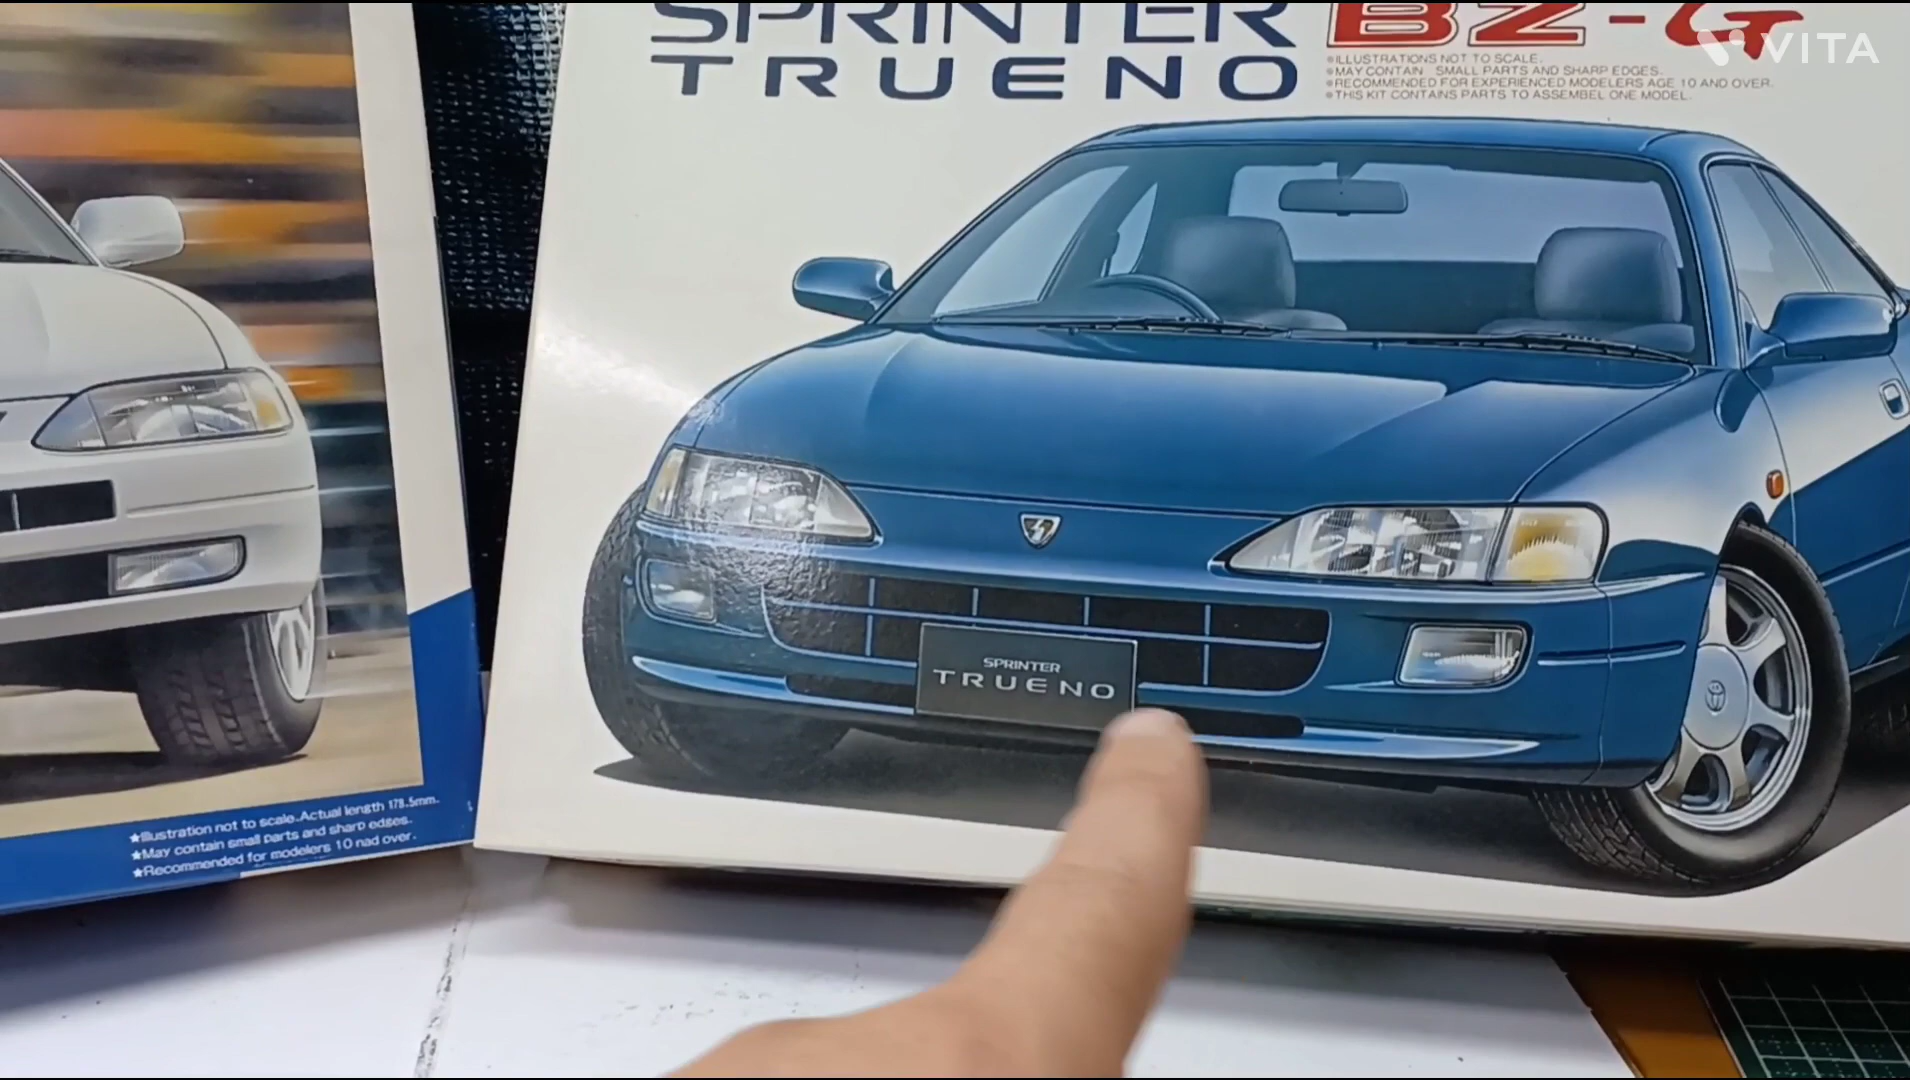 SPRINTER BZ-G
TRUENO
ILLUSTRATIONS NOT TO SCALE.
MAY CONTAIN SMALL PARTS AND SHARP EDGES.
RECOMMENDED FOR EXPERIENCED MODELERS AGE 10 AND OVER.
THIS KIT CONTAINS PARTS TO ASSEMBEL ONE MODEL.
VITA
SPRINTER
TRUENO
★Illustration not to scale.Actual length 178.5mm.
★May contain small parts and sharp edges.
★Recommended for modelers 10 nad over.